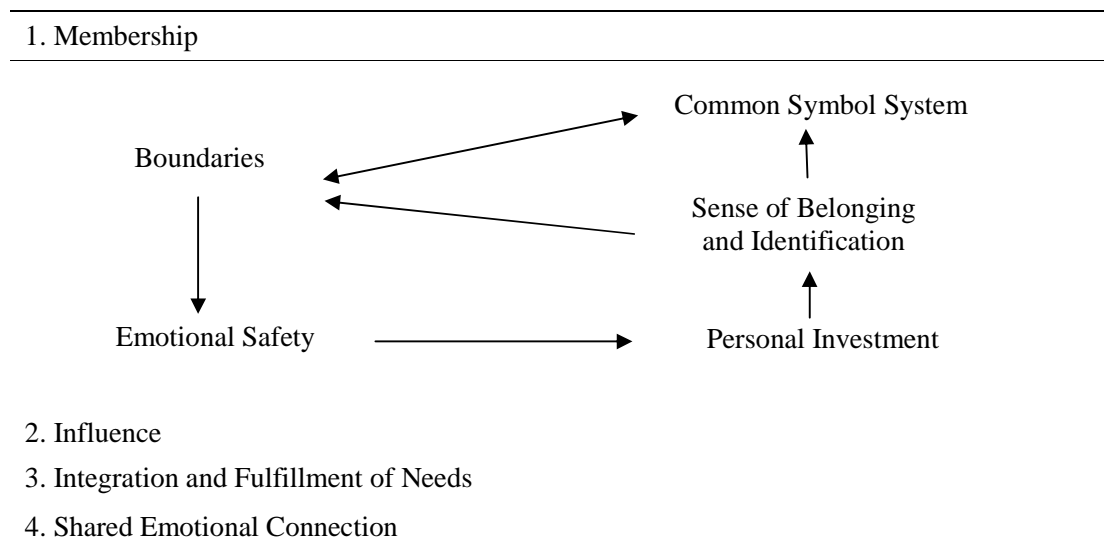 1. Membership
Common Symbol System
Boundaries
Sense of Belonging
and Identification
Emotional Safety
Personal Investment
2. Influence
3. Integration and Fulfillment of Needs
4. Shared Emotional Connection